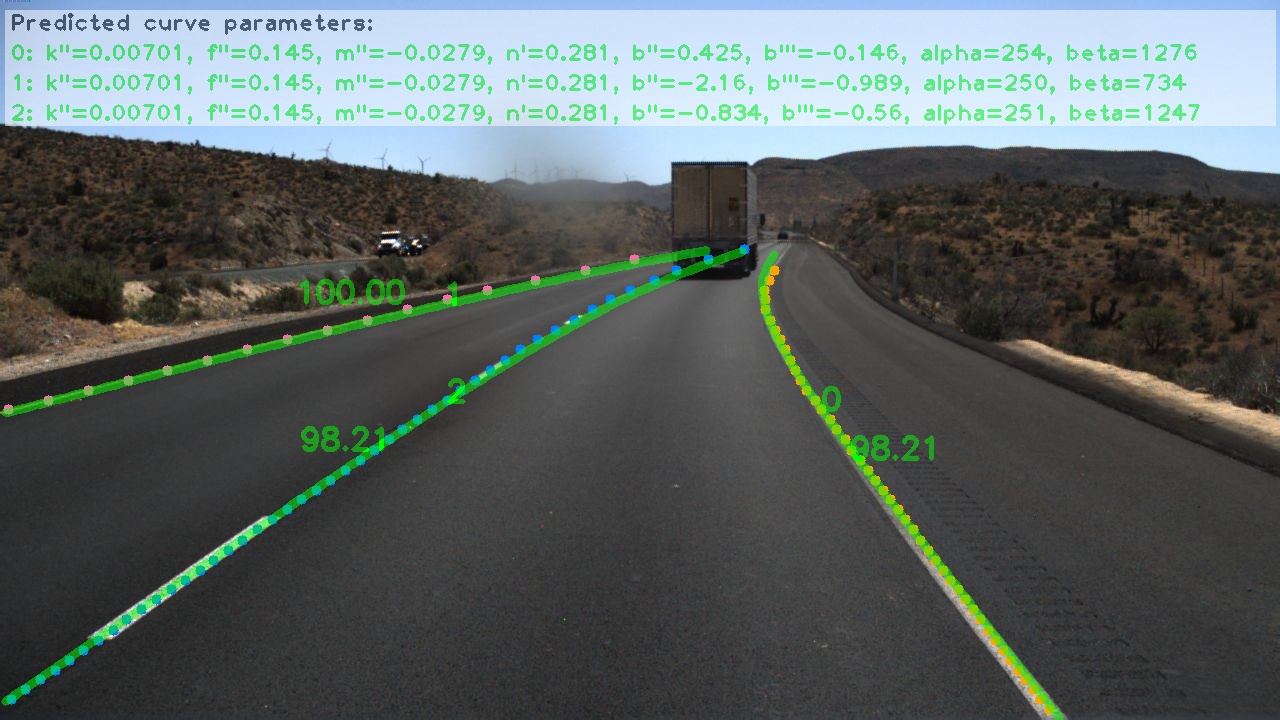 Predicted curve parameters:
0: k''=0.00701, f''=0.145, m''=-0.0279, n'=0.281, b''=0.425, b'''=-0.146, alpha=254, beta=1276
1: k''=0.00701, f''=0.145, m''=-0.0279, n'=0.281, b''=-2.16, b'''=-0.989, alpha=250, beta=734
2: k''=0.00701, f''=0.145, m''=-0.0279, n'=0.281, b''=-0.834, b'''=-0.56, alpha=251, beta=1247
100.00 1
2 0
98.21 98.21